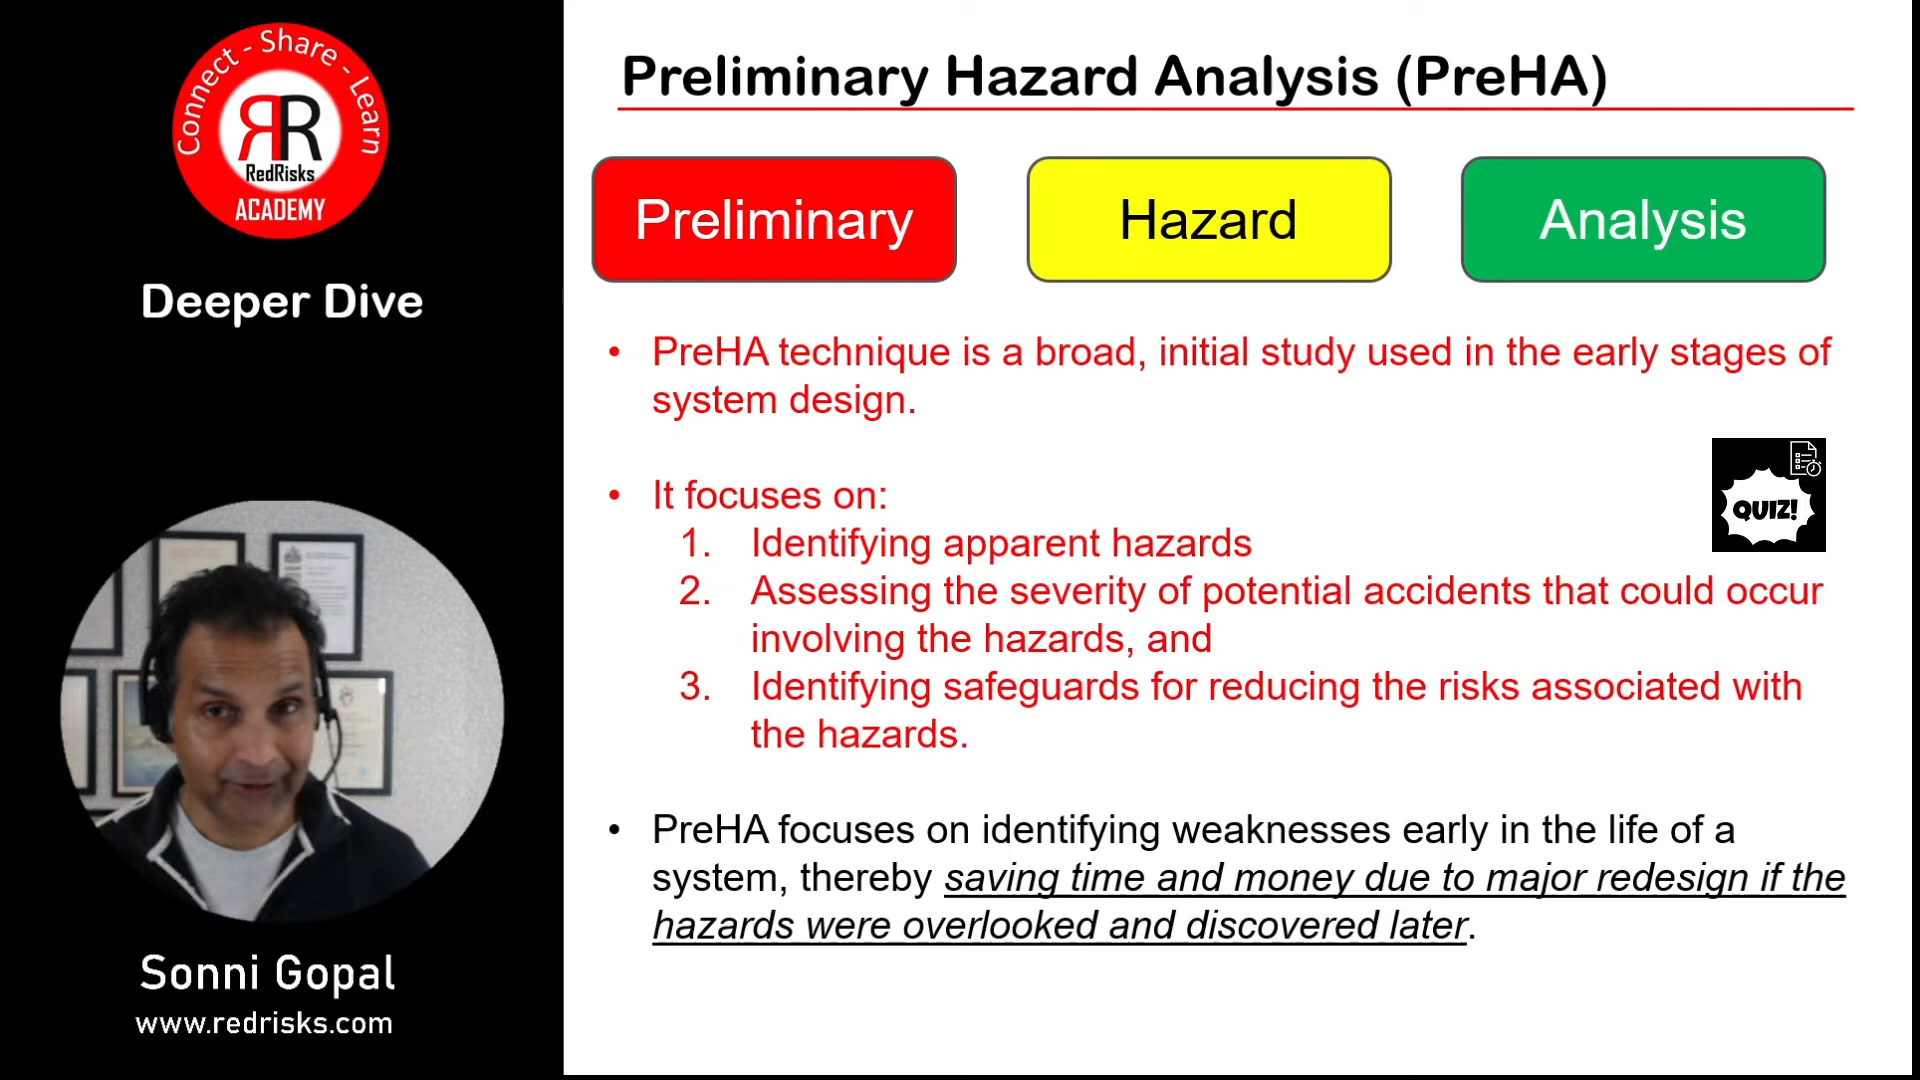 Connect - Share - Learn
RR
RedRisks
ACADEMY
Deeper Dive
Sonni Gopal
www.redrisks.com
Preliminary Hazard Analysis (PreHA)
Preliminary
Hazard
Analysis
• PreHA technique is a broad, initial study used in the early stages of
system design.
• It focuses on:
1. Identifying apparent hazards
2. Assessing the severity of potential accidents that could occur
involving the hazards, and
3. Identifying safeguards for reducing the risks associated with
the hazards.
QUIZ!
• PreHA focuses on identifying weaknesses early in the life of a
system, thereby saving time and money due to major redesign if the
hazards were overlooked and discovered later.